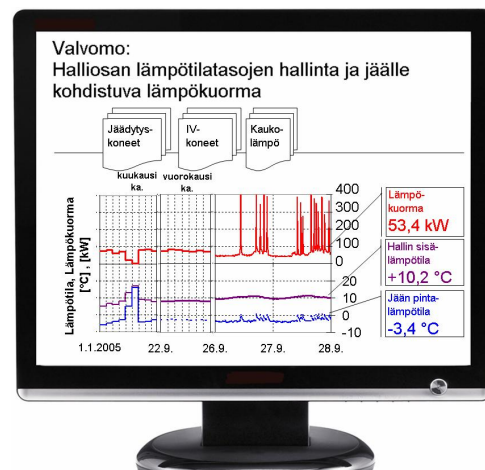 Valvomo:
Halliosan lämpötilatasojen hallinta ja jäälle
kohdistuva lämpökuorma
Jäädytys-
koneet
IV-
koneet
Kauko-
lämpö
kuukausi
ka.
vuorokausi
ka.
Lämpötila, Lämpökuorma
[°C] , [kW]
400
300
200
100
0
20
10
0
-10
Lämpö-
kuorma
53,4 kW
Hallin sisä-
lämpötila
+10,2 °C
Jään pinta-
lämpötila
-3,4 °C
1.1.2005 22.9. 26.9. 27.9. 28.9.